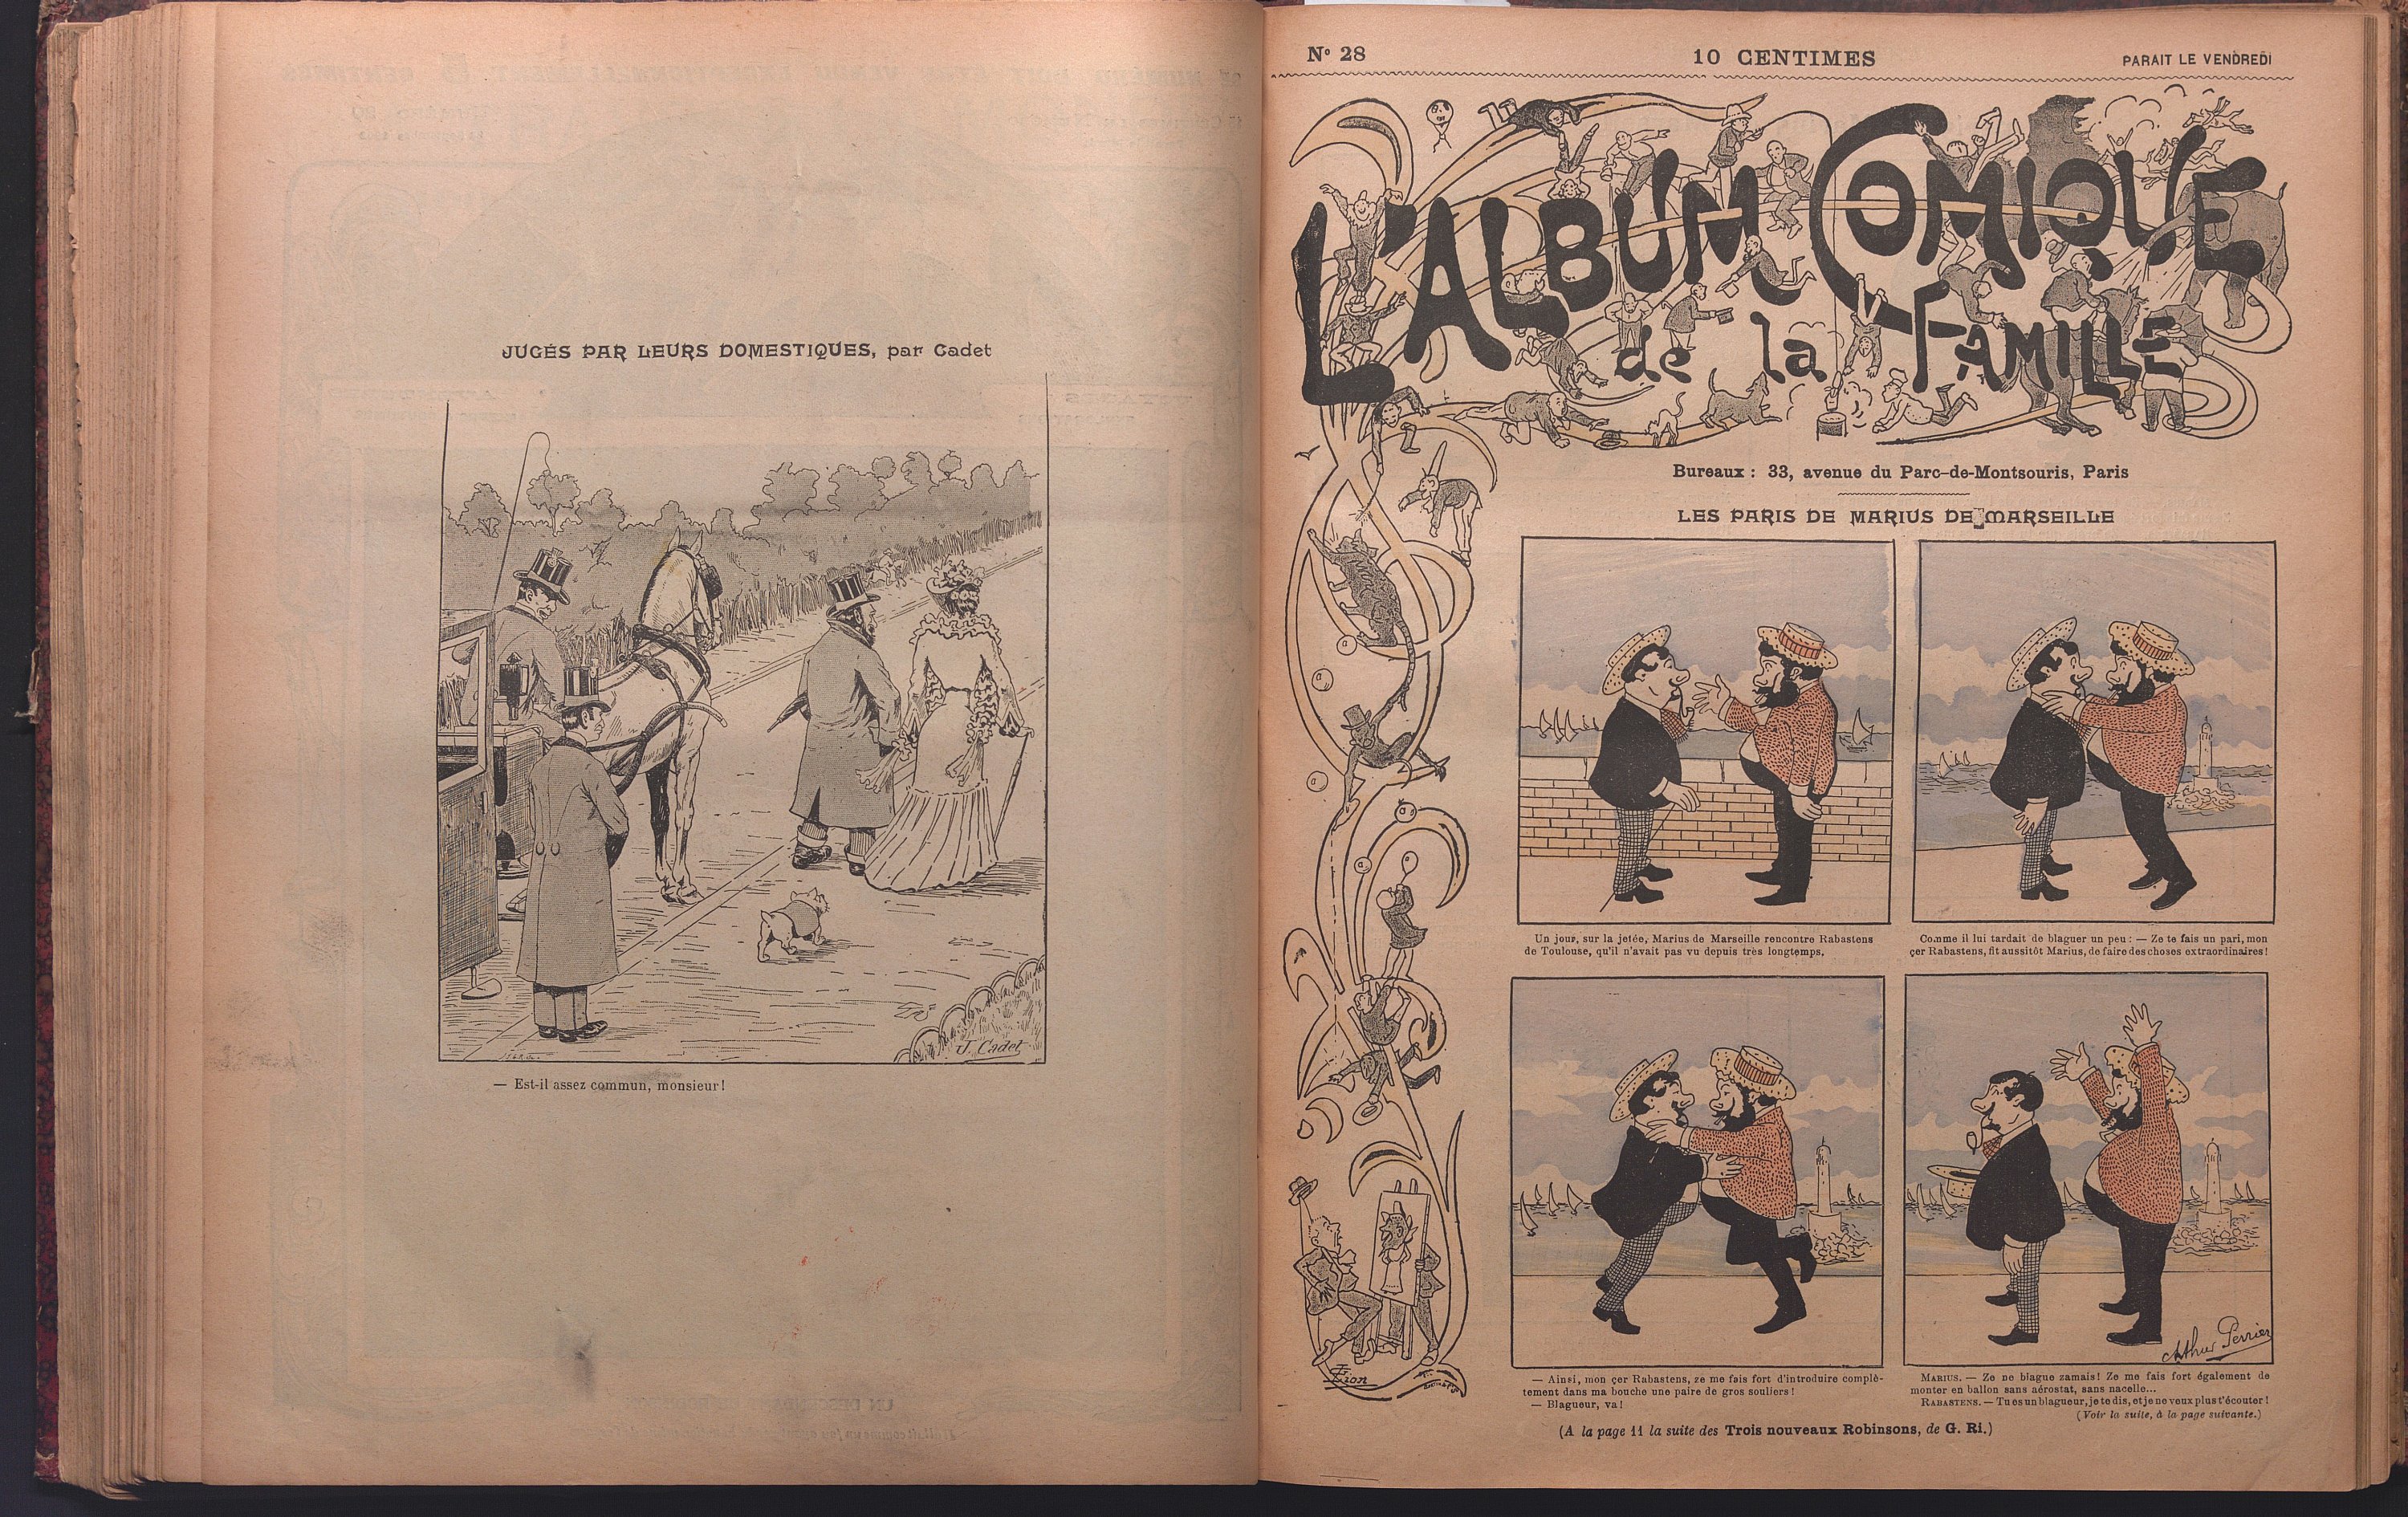 JUGÉS PAR LEURS DOMESTIQUES, par Cadet
J. Cadet
— Est-il assez commun, monsieur !
No 28
10 CENTIMES
PARAIT LE VENDREDI
L'ALBUM COMIQUE
de la FAMILLE
Bureaux : 33, avenue du Parc-de-Montsouris, Paris
LES PARIS DE MARIUS DE MARSEILLE
Un jour, sur la jetée, Marius de Marseille rencontre Rabastens
de Toulouse, qu'il n'avait pas vu depuis très longtemps.
Comme il lui tardait de blaguer un peu : — Ze te fais un pari, mon
çer Rabastens, fit aussitôt Marius, de faire des choses extraordinaires !
— Ainsi, mon çer Rabastens, ze me fais fort d'introduire complè-
tement dans ma bouche une paire de gros souliers !
— Blagueur, va !
Arthur Perrier
MARIUS. — Ze ne blague zamais ! Ze me fais fort également de
monter en ballon sans aérostat, sans nacelle...
RABASTENS. — Tu es un blagueur, je te dis, et je ne veux plus t'écouter !
(Voir la suite, à la page suivante.)
Lion
(A la page 11 la suite des Trois nouveaux Robinsons, de G. Ri.)